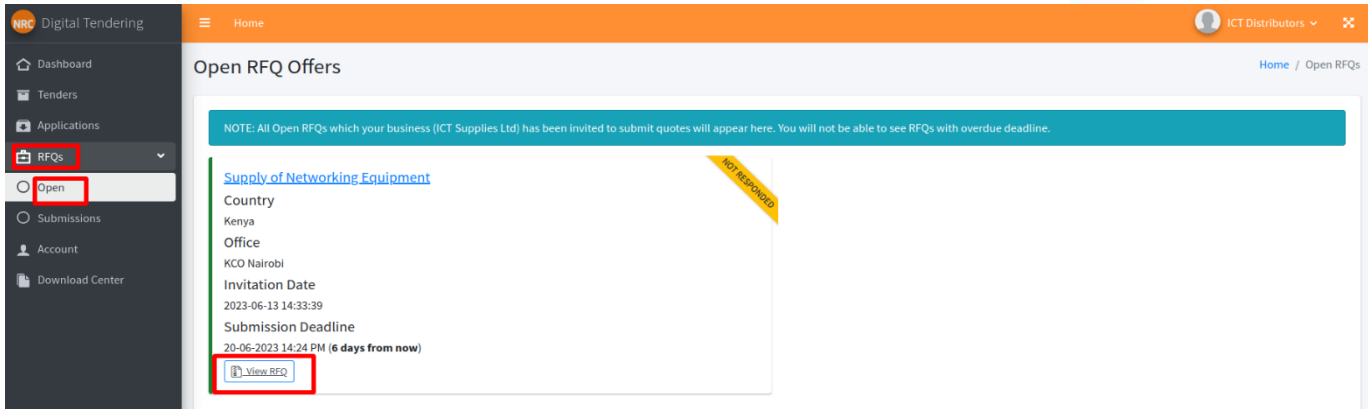 NRC Digital Tendering
Home
ICT Distributors
Dashboard
Tenders
Applications
RFQs
Open
Submissions
Account
Download Center
Open RFQ Offers
Home / Open RFQs
NOTE: All Open RFQs which your business (ICT Supplies Ltd) has been invited to submit quotes will appear here. You will not be able to see RFQs with overdue deadline.
NOT RESPONDED
Supply of Networking Equipment
Country
Kenya
Office
KCO Nairobi
Invitation Date
2023-06-13 14:33:39
Submission Deadline
20-06-2023 14:24 PM (6 days from now)
View RFQ